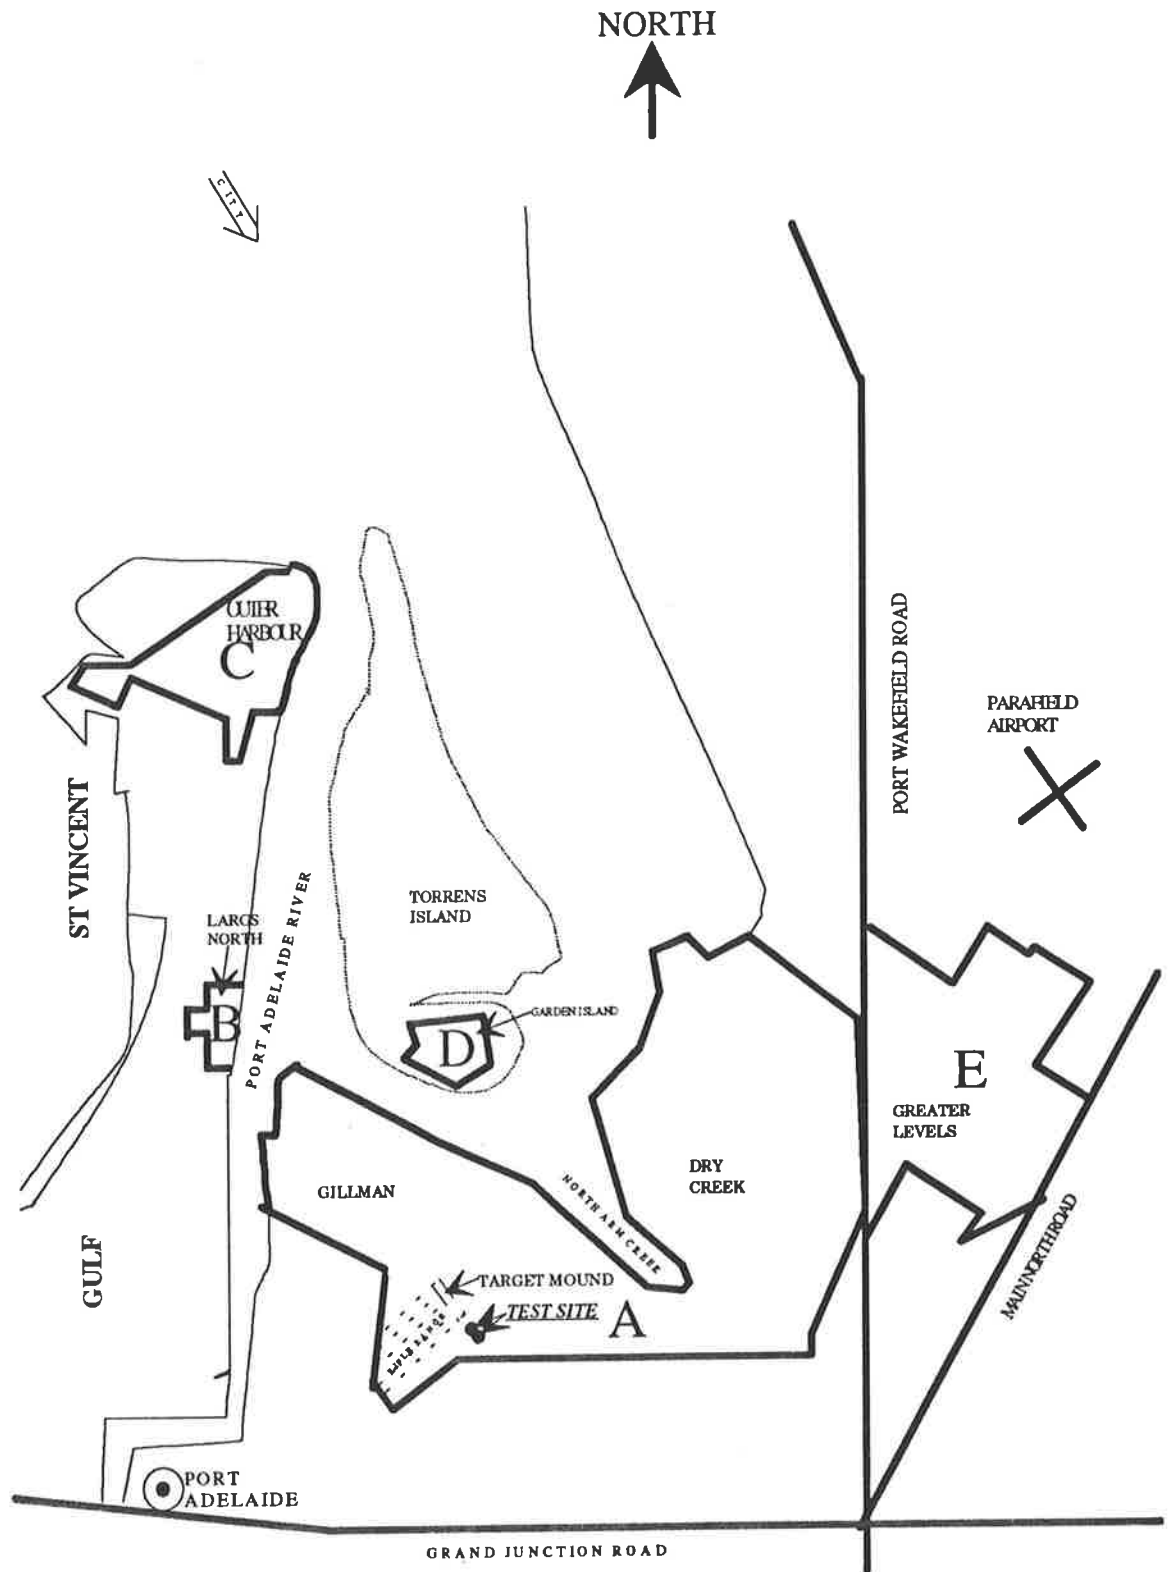 NORTH
CITY
OUTER
HARBOUR
C
PORT WAKEFIELD ROAD
PARAFIELD
AIRPORT
ST VINCENT
TORRENS
ISLAND
LARGS
NORTH
PORT ADELAIDE RIVER
GARDEN ISLAND
B
D
E
GREATER
LEVELS
DRY
CREEK
GILLMAN
NORTH ARM CREEK
MAIN NORTH ROAD
GULF
TARGET MOUND
TEST SITE
A
RIFLE RANGE
PORT
ADELAIDE
GRAND JUNCTION ROAD